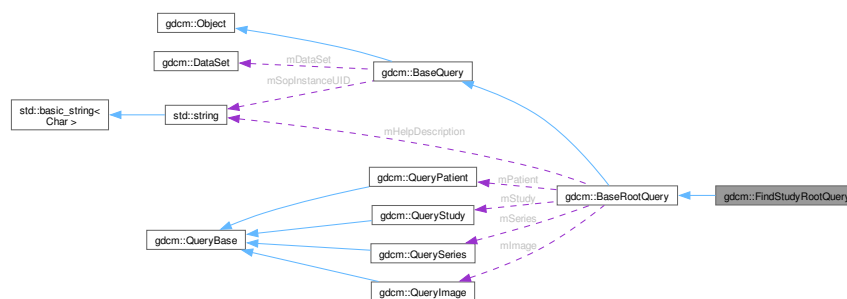 gdcm::Object
gdcm::DataSet
mDataSet
gdcm::BaseQuery
mSopInstanceUID
std::basic_string<
Char >
std::string
mHelpDescription
gdcm::QueryPatient
mPatient
gdcm::BaseRootQuery
gdcm::FindStudyRootQuery
mStudy
gdcm::QueryStudy
mSeries
gdcm::QueryBase
mImage
gdcm::QuerySeries
gdcm::QueryImage